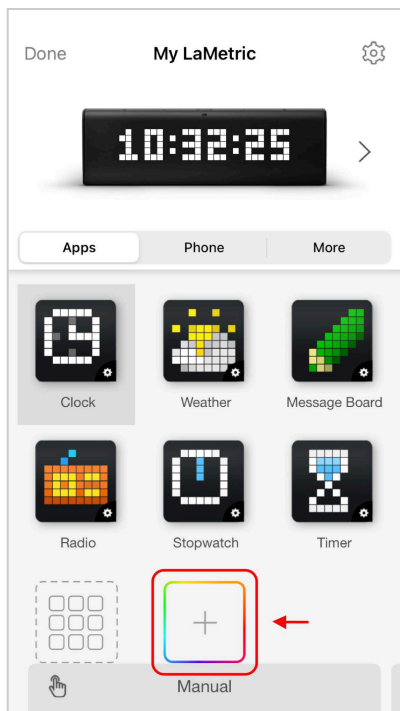 Done My LaMetric
10:32:25
Apps Phone More
Clock Weather Message Board
Radio Stopwatch Timer
Manual